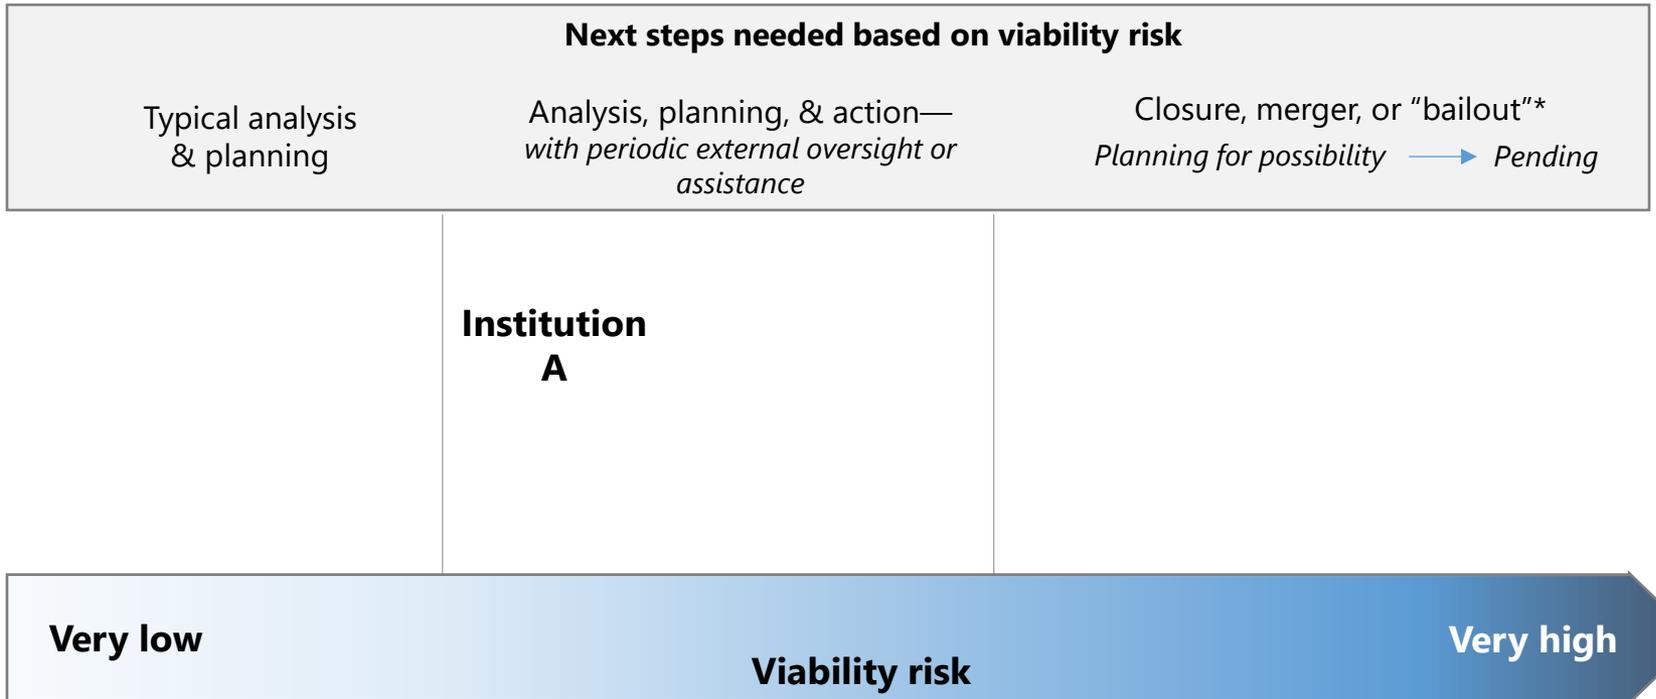 Next steps needed based on viability risk
Typical analysis
& planning
Analysis, planning, & action—
with periodic external oversight or
assistance
Closure, merger, or “bailout”*
Planning for possibility Pending
Institution
A
Very low
Viability risk
Very high